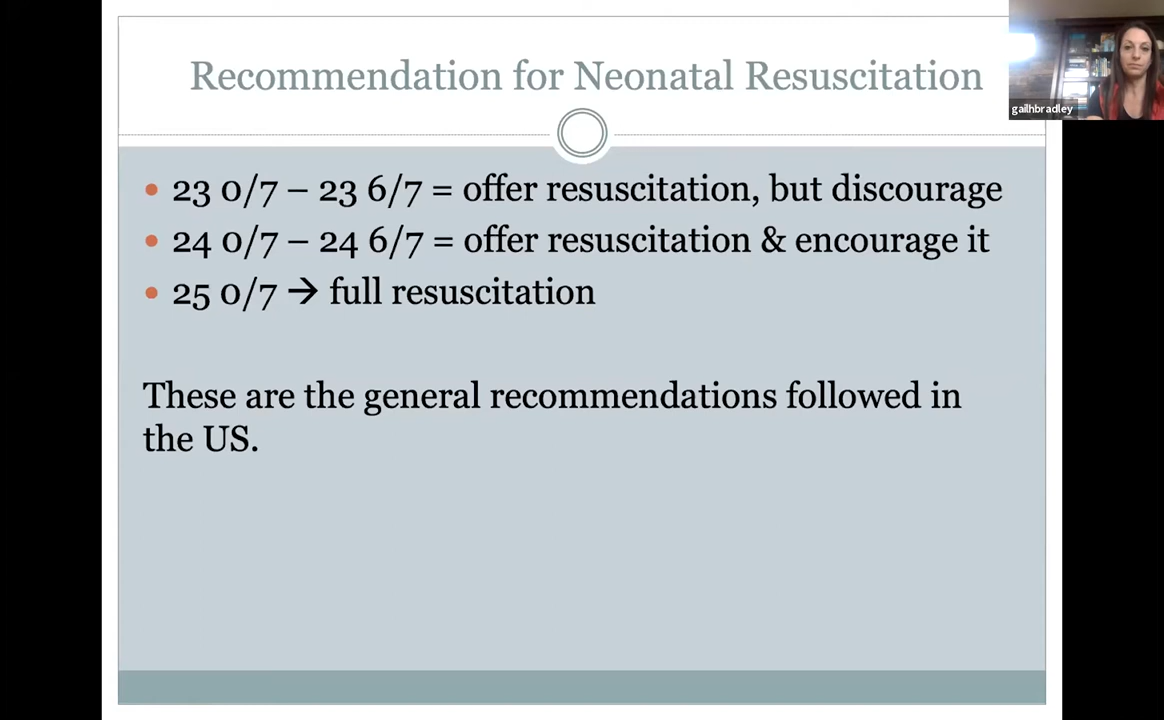 Recommendation for Neonatal Resuscitation
gailhbradley
• 23 0/7 – 23 6/7 = offer resuscitation, but discourage
• 24 0/7 – 24 6/7 = offer resuscitation & encourage it
• 25 0/7 → full resuscitation
These are the general recommendations followed in
the US.